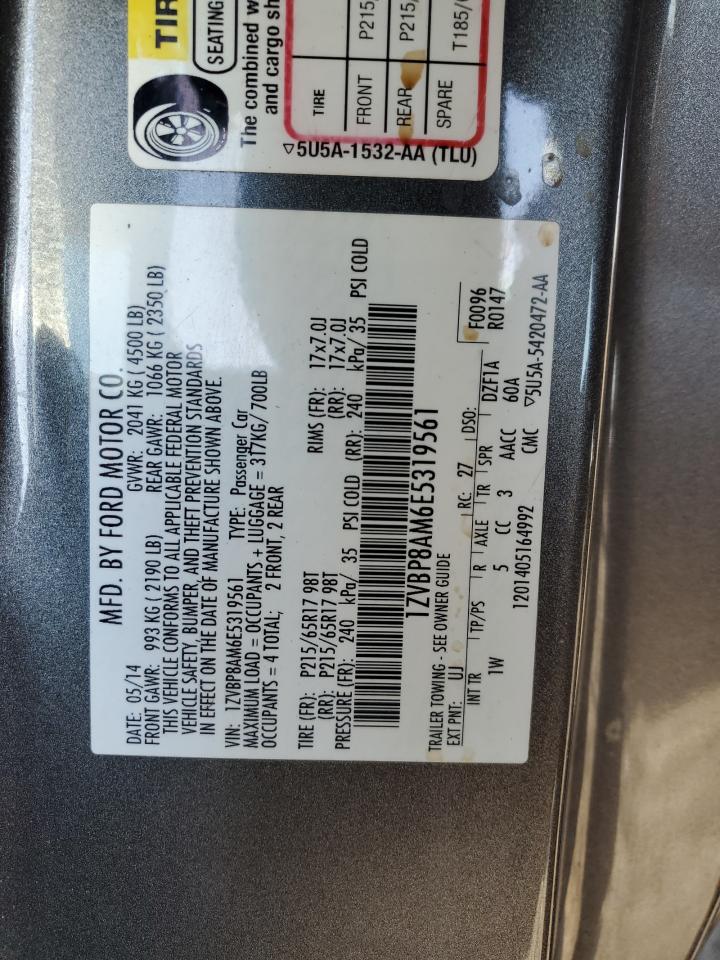 TIR
SEATING
The combined w
and cargo sh
TIRE
FRONT P215/
REAR P215/
SPARE T185/
▽5U5A-1532-AA (TLU)
MFD. BY FORD MOTOR CO.
DATE: 05/14 GVWR: 2041 KG ( 4500 LB)
FRONT GAWR: 993 KG ( 2190 LB) REAR GAWR: 1066 KG ( 2350 LB)
THIS VEHICLE CONFORMS TO ALL APPLICABLE FEDERAL MOTOR
VEHICLE SAFETY, BUMPER, AND THEFT PREVENTION STANDARDS
IN EFFECT ON THE DATE OF MANUFACTURE SHOWN ABOVE.
VIN: 1ZVBP8AM6E5319561 TYPE: Passenger Car
MAXIMUM LOAD = OCCUPANTS + LUGGAGE = 317KG/ 700LB
OCCUPANTS = 4 TOTAL; 2 FRONT, 2 REAR
TIRE (FR): P215/65R17 98T RIMS (FR): 17x7.0J
(RR): P215/65R17 98T (RR): 17x7.0J
PRESSURE (FR): 240 kPa/ 35 PSI COLD (RR): 240 kPa/ 35 PSI COLD
1ZVBP8AM6E5319561
TRAILER TOWING - SEE OWNER GUIDE
EXT PNT: UJ RC: 27 DSO: F0096
INT TR TP/PS R AXLE TR SPR DZF1A R0147
1W 5 CC 3 AACC 60A
1201405164992 CMC ▽5U5A-5420472-AA